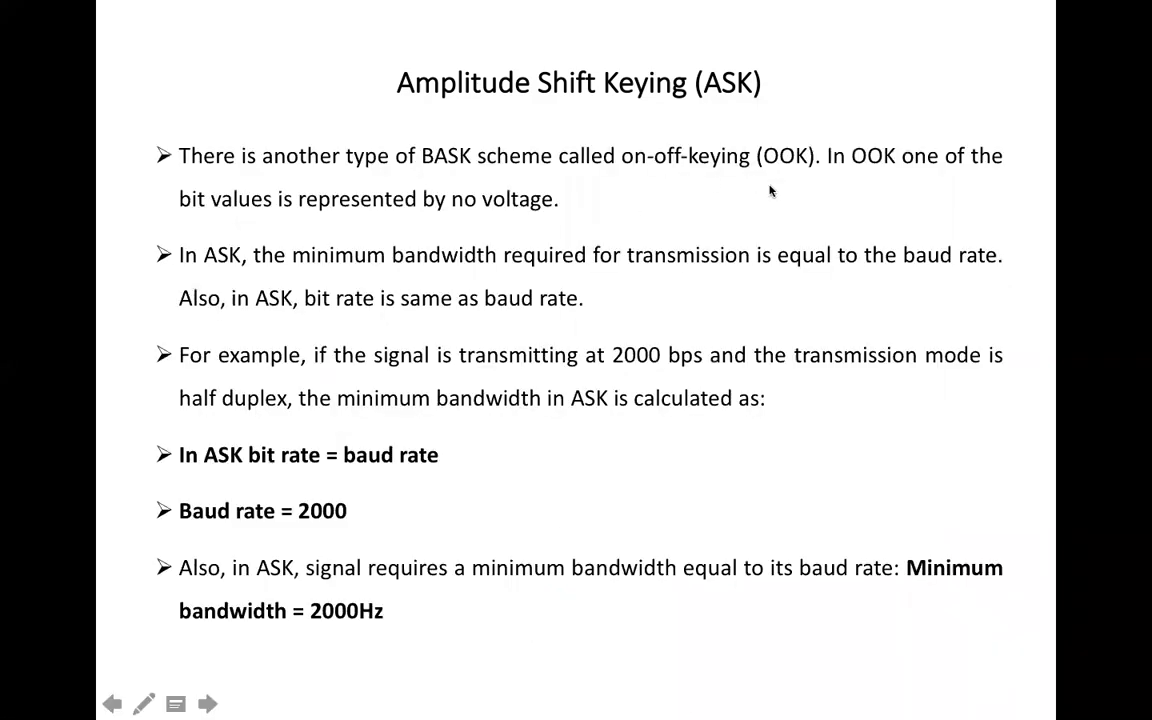 Amplitude Shift Keying (ASK)
➢ There is another type of BASK scheme called on-off-keying (OOK). In OOK one of the
bit values is represented by no voltage.
➢ In ASK, the minimum bandwidth required for transmission is equal to the baud rate.
Also, in ASK, bit rate is same as baud rate.
➢ For example, if the signal is transmitting at 2000 bps and the transmission mode is
half duplex, the minimum bandwidth in ASK is calculated as:
➢ In ASK bit rate = baud rate
➢ Baud rate = 2000
➢ Also, in ASK, signal requires a minimum bandwidth equal to its baud rate: Minimum
bandwidth = 2000Hz